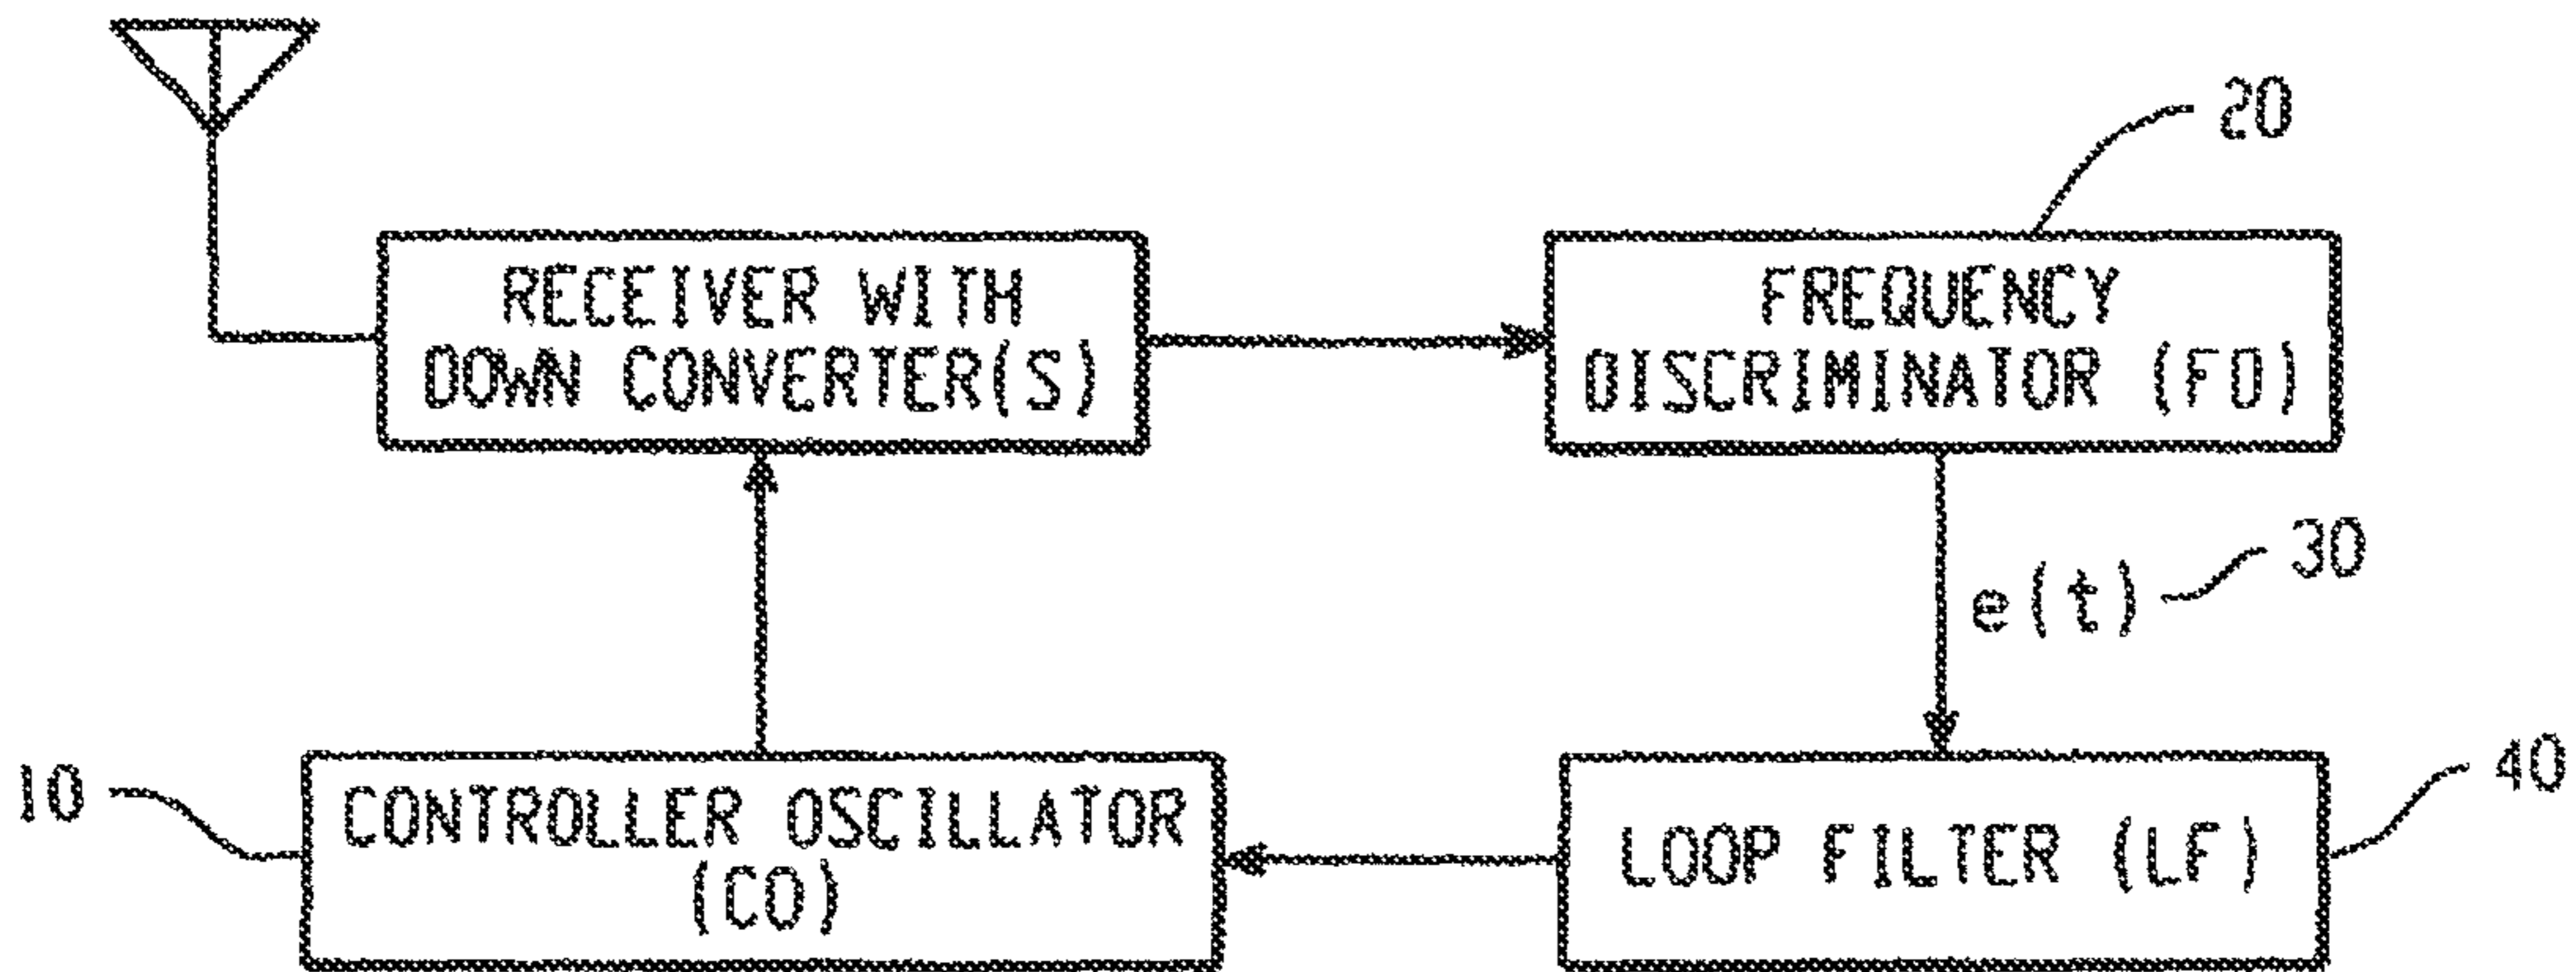 20
RECEIVER WITH
DOWN CONVERTER(S)
FREQUENCY
DISCRIMINATOR (FD)
e(t)
30
10
CONTROLLER OSCILLATOR
(CO)
LOOP FILTER (LF)
40